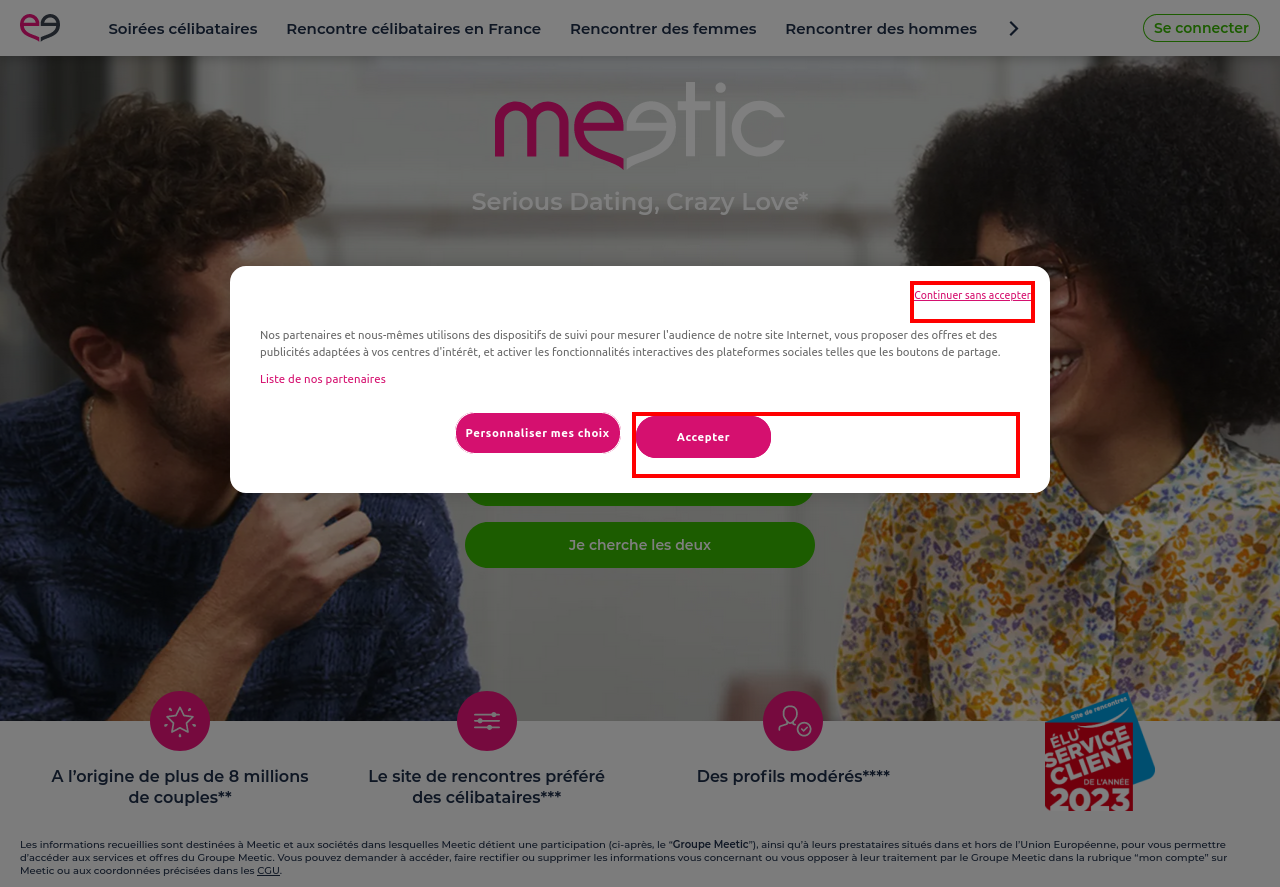 Soirées célibataires
Rencontre célibataires en France
Rencontrer des femmes
Rencontrer des hommes
Se connecter
meetic
Serious Dating, Crazy Love*
Continuer sans accepter
Nos partenaires et nous-mêmes utilisons des dispositifs de suivi pour mesurer l'audience de notre site Internet, vous proposer des offres et des
publicités adaptées à vos centres d'intérêt, et activer les fonctionnalités interactives des plateformes sociales telles que les boutons de partage.
Liste de nos partenaires
Personnaliser mes choix
Accepter
Je cherche les deux
A l’origine de plus de 8 millions
de couples**
Le site de rencontres préféré
des célibataires***
Des profils modérés****
Site de rencontres
ÉLU
SERVICE
CLIENT
DE L'ANNÉE
2023
Les informations recueillies sont destinées à Meetic et aux sociétés dans lesquelles Meetic détient une participation (ci-après, le “Groupe Meetic”), ainsi qu’à leurs prestataires situés dans et hors de l’Union Européenne, pour vous permettre
d’accéder aux services et offres du Groupe Meetic. Vous pouvez demander à accéder, faire rectifier ou supprimer les informations vous concernant ou vous opposer à leur traitement par le Groupe Meetic dans la rubrique “mon compte” sur
Meetic ou aux coordonnées précisées dans les CGU.